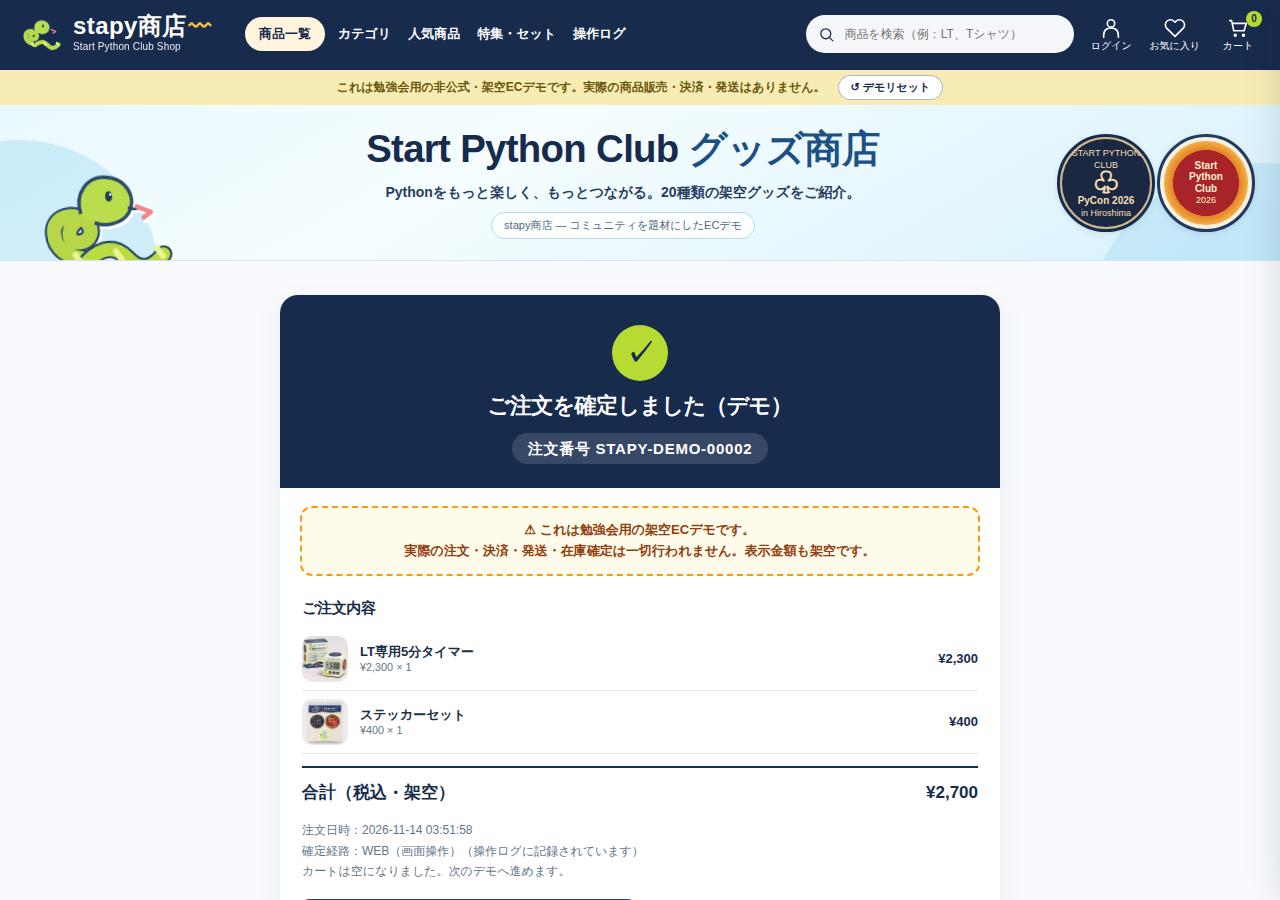 stapy商店
Start Python Club Shop
商品一覧
カテゴリ
人気商品
特集・セット
操作ログ
商品を検索（例：LT、Tシャツ）
ログイン
お気に入り
0
カート
これは勉強会用の非公式・架空ECデモです。実際の商品販売・決済・発送はありません。
↺ デモリセット
Start Python Club グッズ商店
Pythonをもっと楽しく、もっとつながる。20種類の架空グッズをご紹介。
stapy商店 — コミュニティを題材にしたECデモ
START PYTHON
CLUB
PyCon 2026
in Hiroshima
Start
Python
Club
2026
ご注文を確定しました（デモ）
注文番号 STAPY-DEMO-00002
⚠ これは勉強会用の架空ECデモです。
実際の注文・決済・発送・在庫確定は一切行われません。表示金額も架空です。
ご注文内容
LT専用5分タイマー
¥2,300 × 1
¥2,300
ステッカーセット
¥400 × 1
¥400
合計（税込・架空）
¥2,700
注文日時：2026-11-14 03:51:58
確定経路：WEB（画面操作）（操作ログに記録されています）
カートは空になりました。次のデモへ進めます。